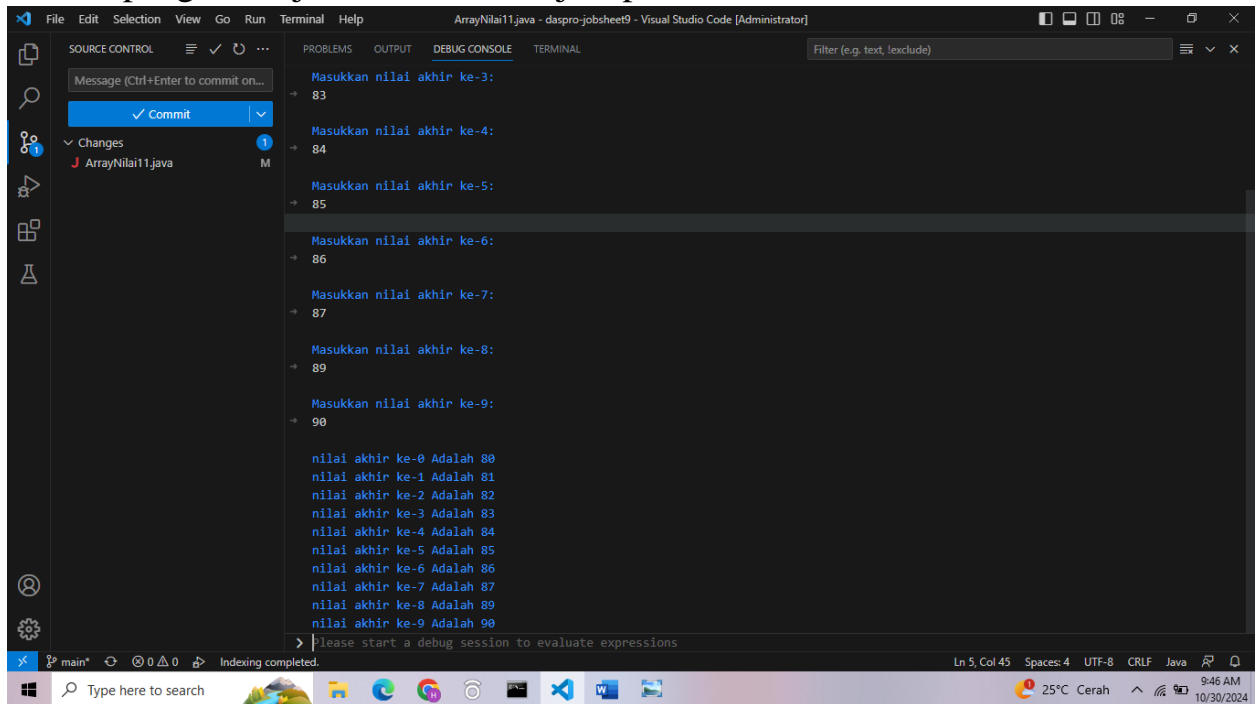 File Edit Selection View Go Run Terminal Help ArrayNilai11.java - daspro-jobsheet9 - Visual Studio Code [Administrator]
SOURCE CONTROL
Message (Ctrl+Enter to commit on...
Commit
Changes 1
J ArrayNilai11.java M
1
PROBLEMS OUTPUT DEBUG CONSOLE TERMINAL Filter (e.g. text, !exclude)
Masukkan nilai akhir ke-3:
83
Masukkan nilai akhir ke-4:
84
Masukkan nilai akhir ke-5:
85
Masukkan nilai akhir ke-6:
86
Masukkan nilai akhir ke-7:
87
Masukkan nilai akhir ke-8:
89
Masukkan nilai akhir ke-9:
90
nilai akhir ke-0 Adalah 80
nilai akhir ke-1 Adalah 81
nilai akhir ke-2 Adalah 82
nilai akhir ke-3 Adalah 83
nilai akhir ke-4 Adalah 84
nilai akhir ke-5 Adalah 85
nilai akhir ke-6 Adalah 86
nilai akhir ke-7 Adalah 87
nilai akhir ke-8 Adalah 89
nilai akhir ke-9 Adalah 90
Please start a debug session to evaluate expressions
main* 0 0 Indexing completed. Ln 5, Col 45 Spaces: 4 UTF-8 CRLF Java
Type here to search 25°C Cerah 9:46 AM
10/30/2024